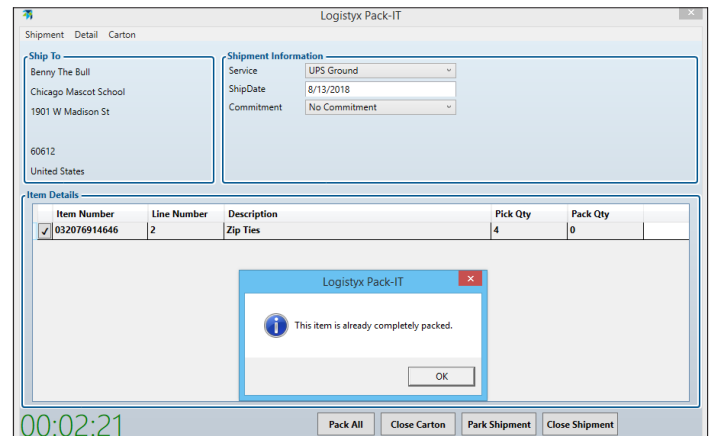 Logistyx Pack-IT
Shipment Detail Carton
Ship To
Benny The Bull
Chicago Mascot School
1901 W Madison St
60612
United States
Shipment Information
Service UPS Ground
ShipDate 8/13/2018
Commitment No Commitment
Item Details
Item Number Line Number Description Pick Qty Pack Qty
032076914646 2 Zip Ties 4 0
Logistyx Pack-IT
This item is already completely packed.
OK
00:02:21
Pack All Close Carton Park Shipment Close Shipment